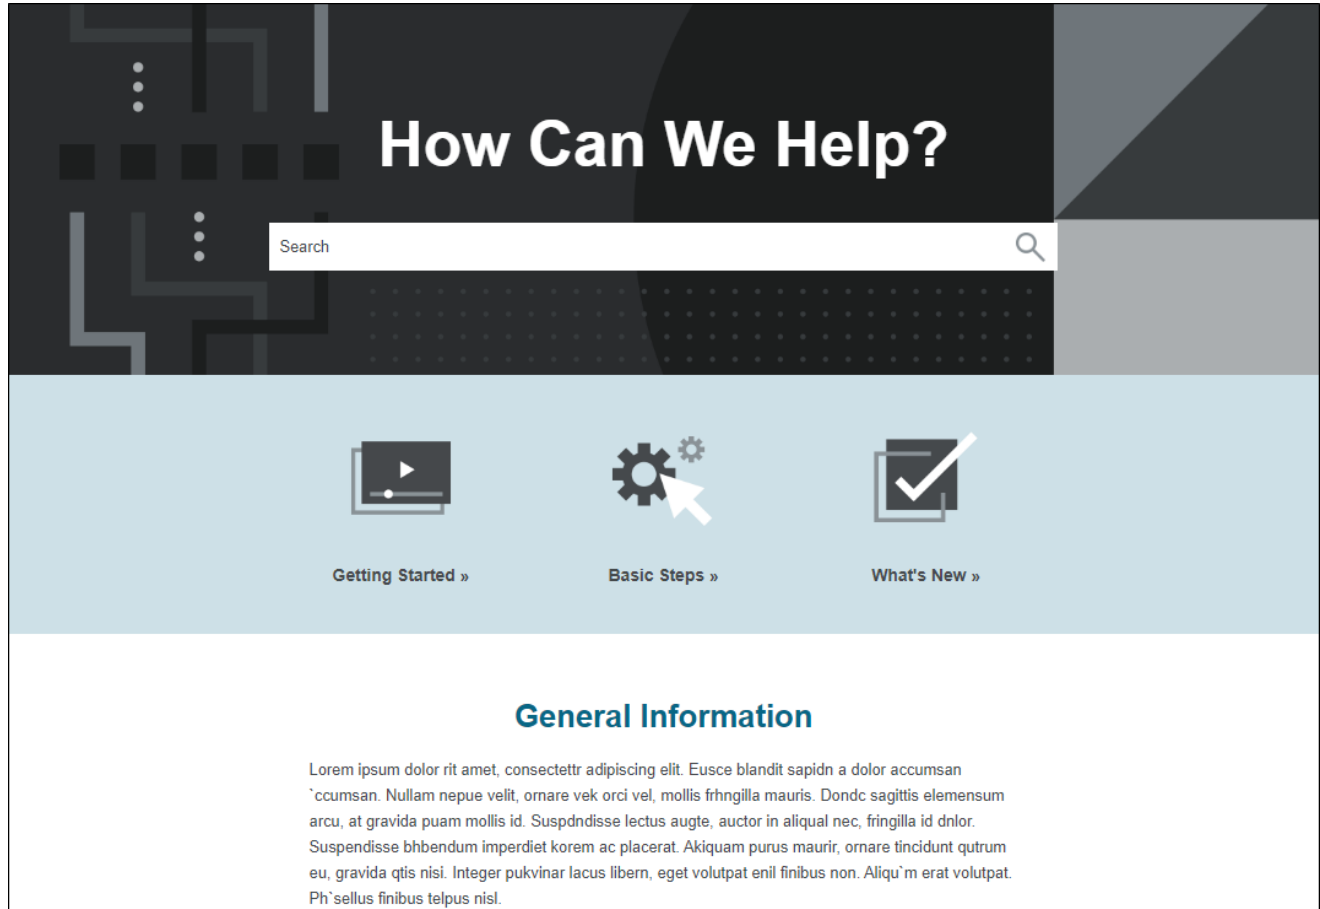 How Can We Help?
Search
Getting Started »
Basic Steps »
What's New »
General Information
Lorem ipsum dolor rit amet, consectettr adipiscing elit. Eusce blandit sapidn a dolor accumsan
`ccumsan. Nullam nepue velit, ornare vek orci vel, mollis frhngilla mauris. Dondc sagittis elemensum
arcu, at gravida puam mollis id. Suspdndisse lectus augte, auctor in aliqual nec, fringilla id dnlor.
Suspendisse bhbendum imperdiet korem ac placerat. Akiquam purus maurir, ornare tincidunt qutrum
eu, gravida qtis nisi. Integer pukvinar lacus libern, eget volutpat enil finibus non. Aliqu`m erat volutpat.
Ph`sellus finibus telpus nisl.